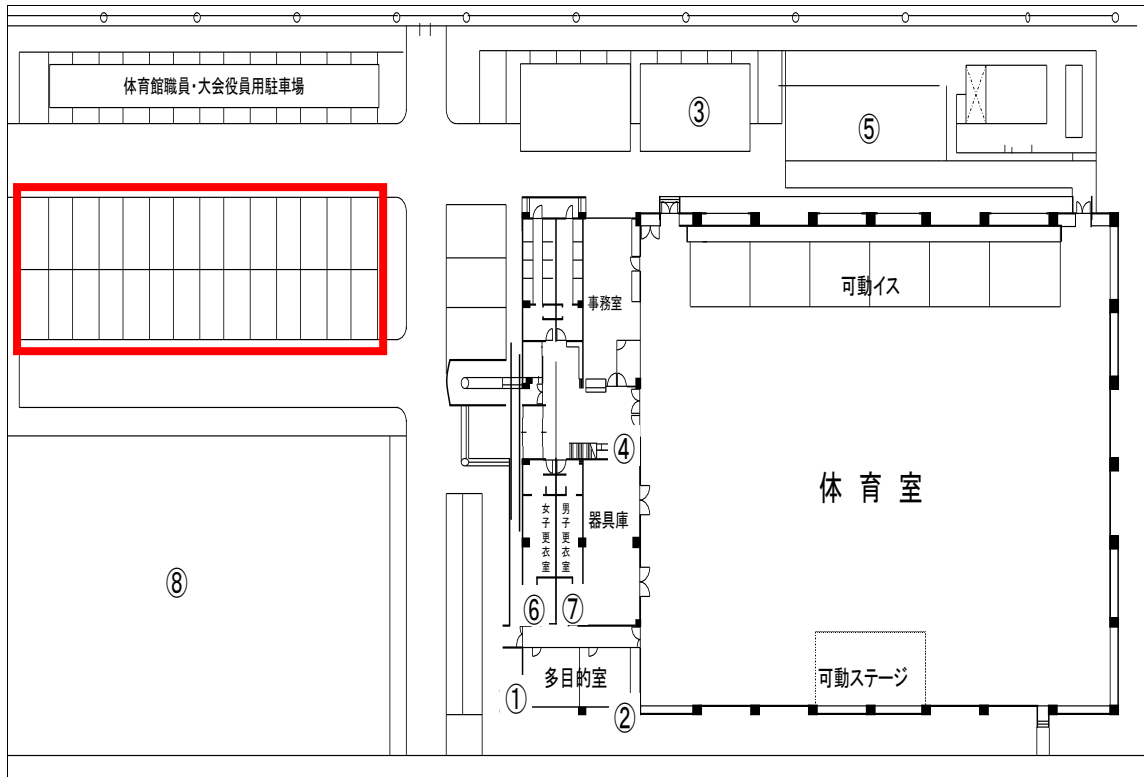 体育館職員・大会役員用駐車場
③
⑤
可動イス
事務室
④
体育室
器具庫
女子更衣室
男子更衣室
⑧
⑥
⑦
多目的室
可動ステージ
①
②